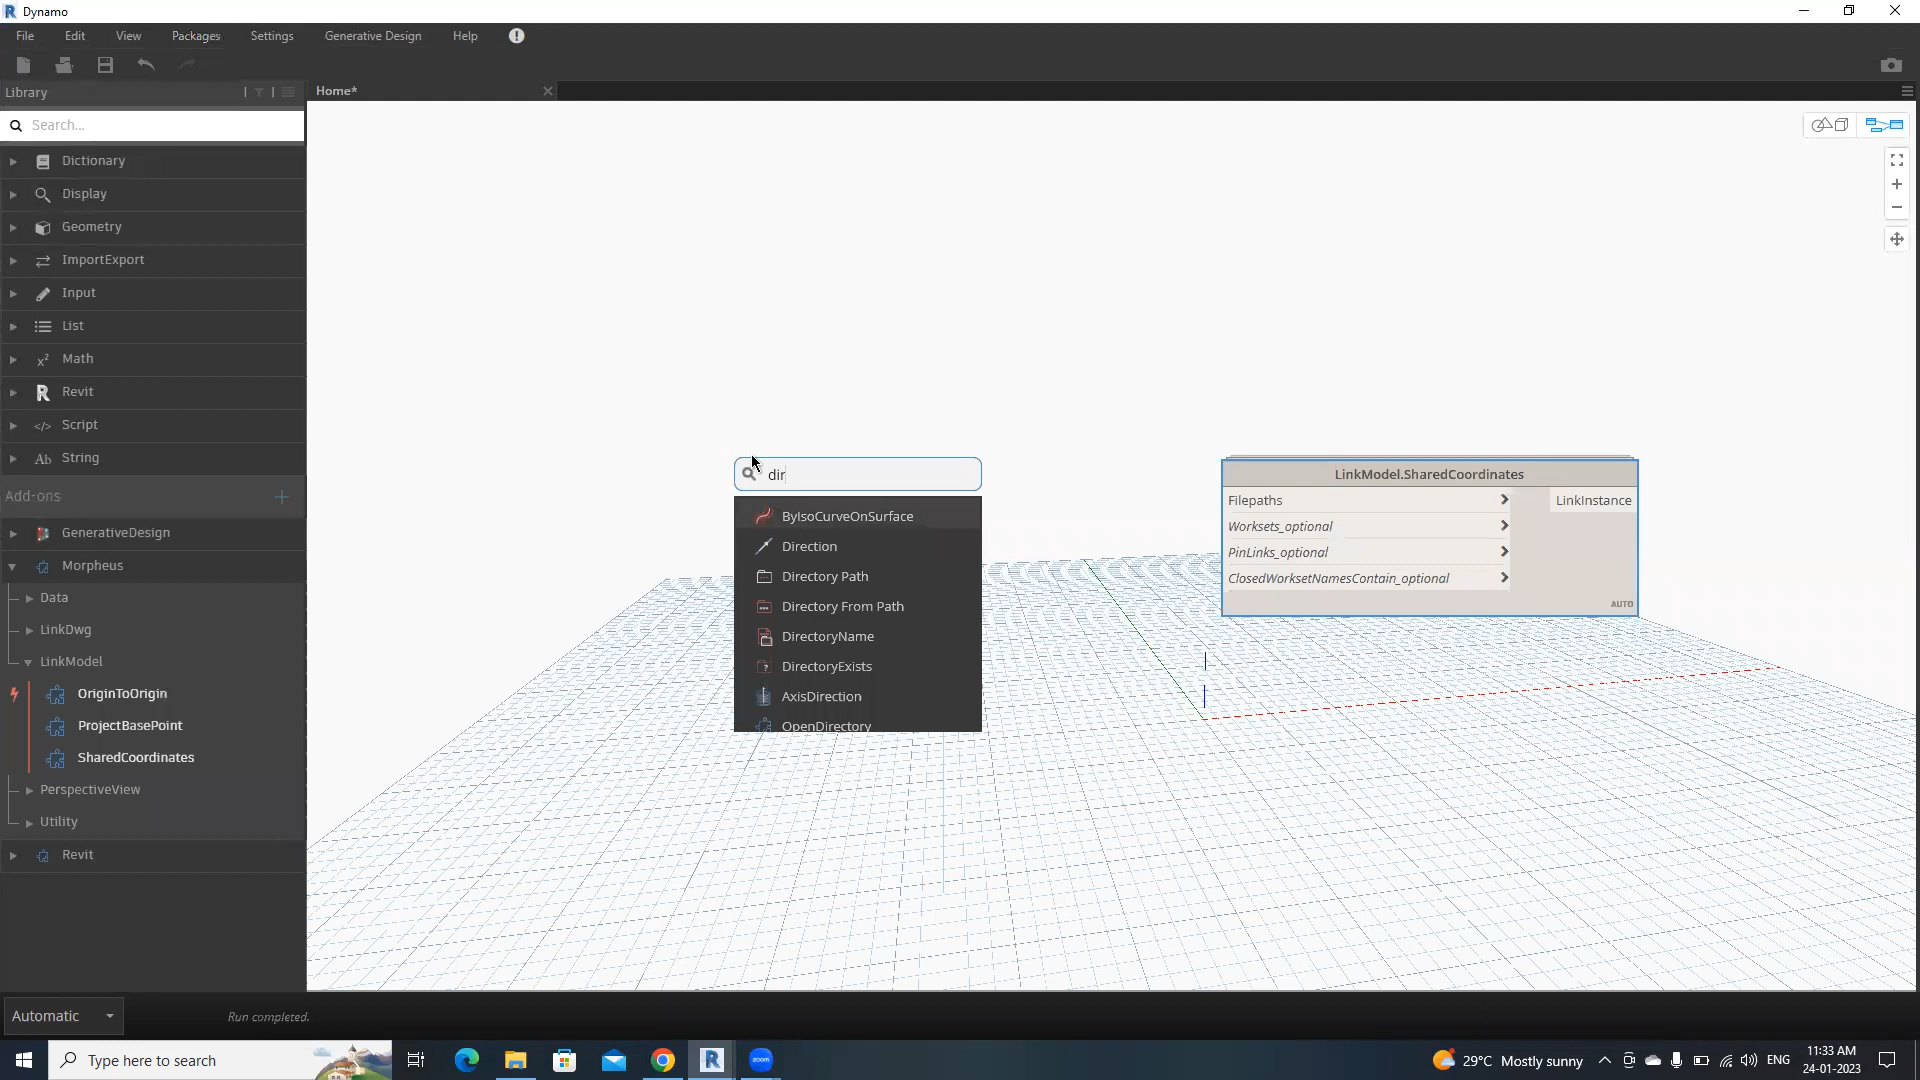 Dynamo
File Edit View Packages Settings Generative Design Help
Library
Home*
Search...
Dictionary
Display
Geometry
ImportExport
Input
List
Math
Revit
Script
String
Add-ons
GenerativeDesign
Morpheus
Data
LinkDwg
LinkModel
OriginToOrigin
ProjectBasePoint
SharedCoordinates
PerspectiveView
Utility
Revit
dir
ByIsoCurveOnSurface
Direction
Directory Path
Directory From Path
DirectoryName
DirectoryExists
AxisDirection
OpenDirectory
LinkModel.SharedCoordinates
Filepaths LinkInstance
Worksets_optional
PinLinks_optional
ClosedWorksetNamesContain_optional
AUTO
Automatic
Run completed.
Type here to search
zoom
29°C Mostly sunny
ENG
11:33 AM
24-01-2023